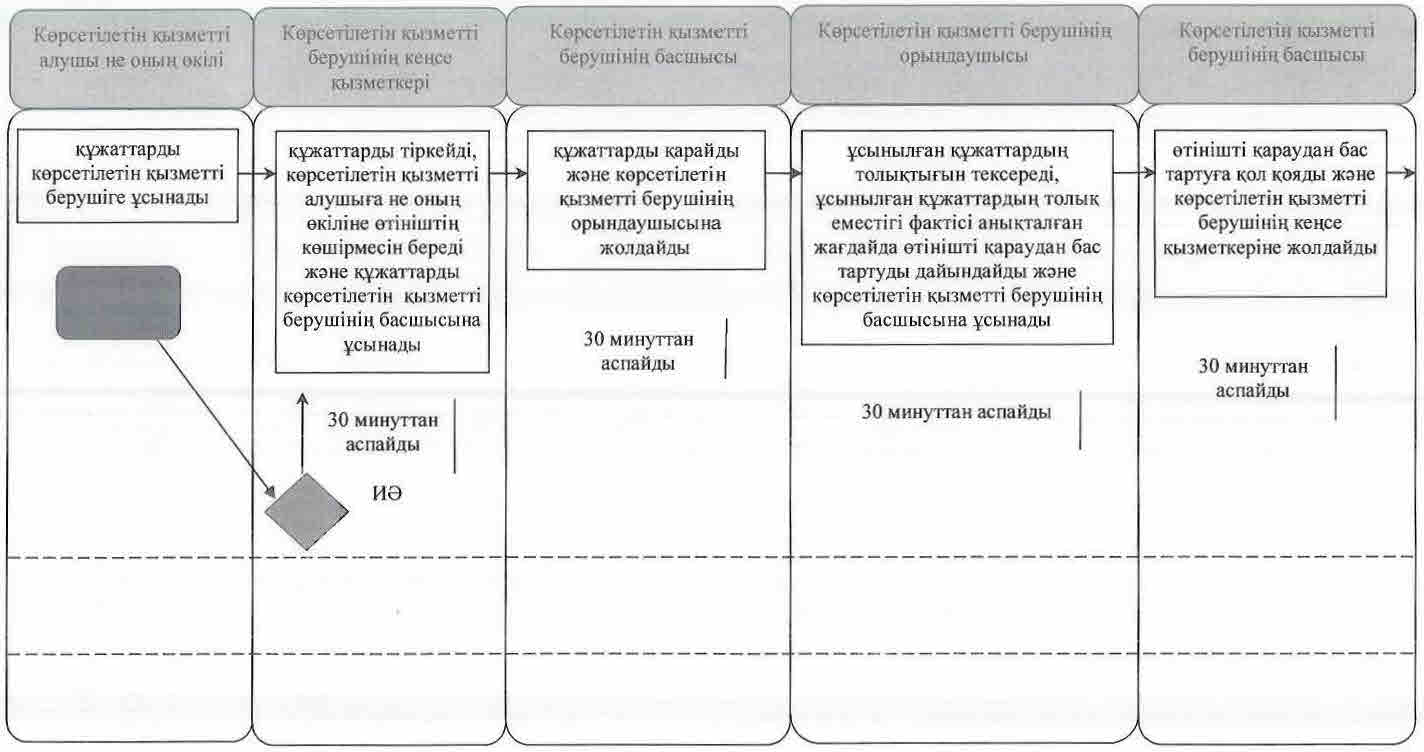 Көрсетілетін қызметті
алушы не оның өкілі
Көрсетілетін қызметті
берушінің кеңсе
қызметкері
Көрсетілетін қызметті
берушінің басшысы
Көрсетілетін қызметті берушінің
орындаушысы
Көрсетілетін қызметті
берушінің басшысы
құжаттарды
көрсетілетін қызметті
берушіге ұсынады
құжаттарды тіркейді,
көрсетілетін қызметті
алушыға не оның
өкіліне өтініштің
көшірмесін береді
және құжаттарды
көрсетілетін қызметті
берушінің басшысына
ұсынады
құжаттарды қарайды
және көрсетілетін
қызметті берушінің
орындаушысына
жолдайды
ұсынылған құжаттардың
толықтығын тексереді,
ұсынылған құжаттардың толық
еместігі фактісі анықталған
жағдайда өтінішті қараудан бас
тартуды дайындайды және
көрсетілетін қызметті берушінің
басшысына ұсынады
өтінішті қараудан бас
тартуға қол қояды және
көрсетілетін қызметті
берушінің кеңсе
қызметкеріне жолдайды
30 минуттан
аспайды
30 минуттан
аспайды
30 минуттан аспайды
30 минуттан
аспайды
ИӘ